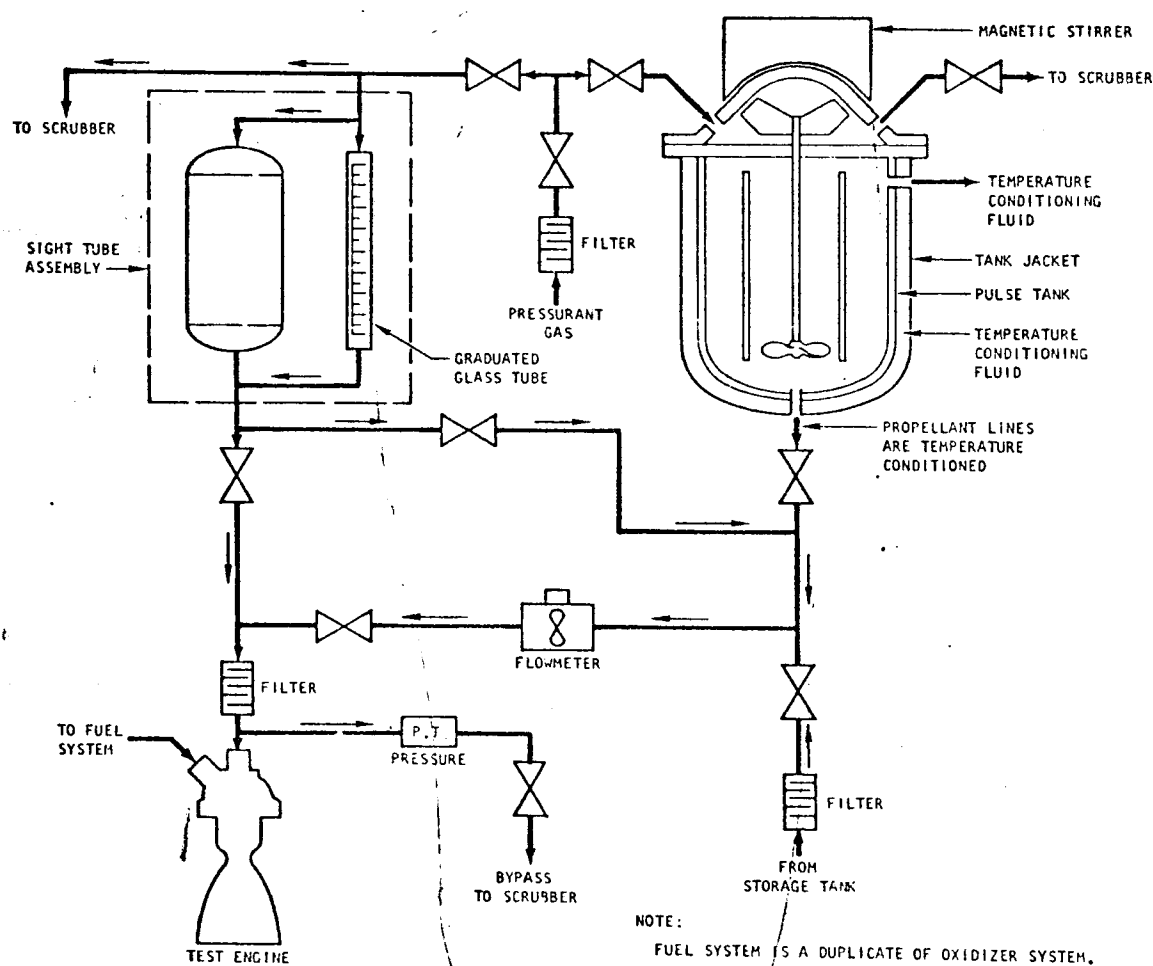 MAGNETIC STIRRER
TO SCRUBBER
TO SCRUBBER
TEMPERATURE
CONDITIONING
FLUID
FILTER
SIGHT TUBE
ASSEMBLY
TANK JACKET
PULSE TANK
PRESSURANT
GAS
TEMPERATURE
CONDITIONING
FLUID
GRADUATED
GLASS TUBE
PROPELLANT LINES
ARE TEMPERATURE
CONDITIONED
FLOWMETER
FILTER
TO FUEL
SYSTEM
P.T
PRESSURE
FILTER
BYPASS
TO SCRUBBER
FROM
STORAGE TANK
NOTE:
FUEL SYSTEM IS A DUPLICATE OF OXIDIZER SYSTEM.
TEST ENGINE